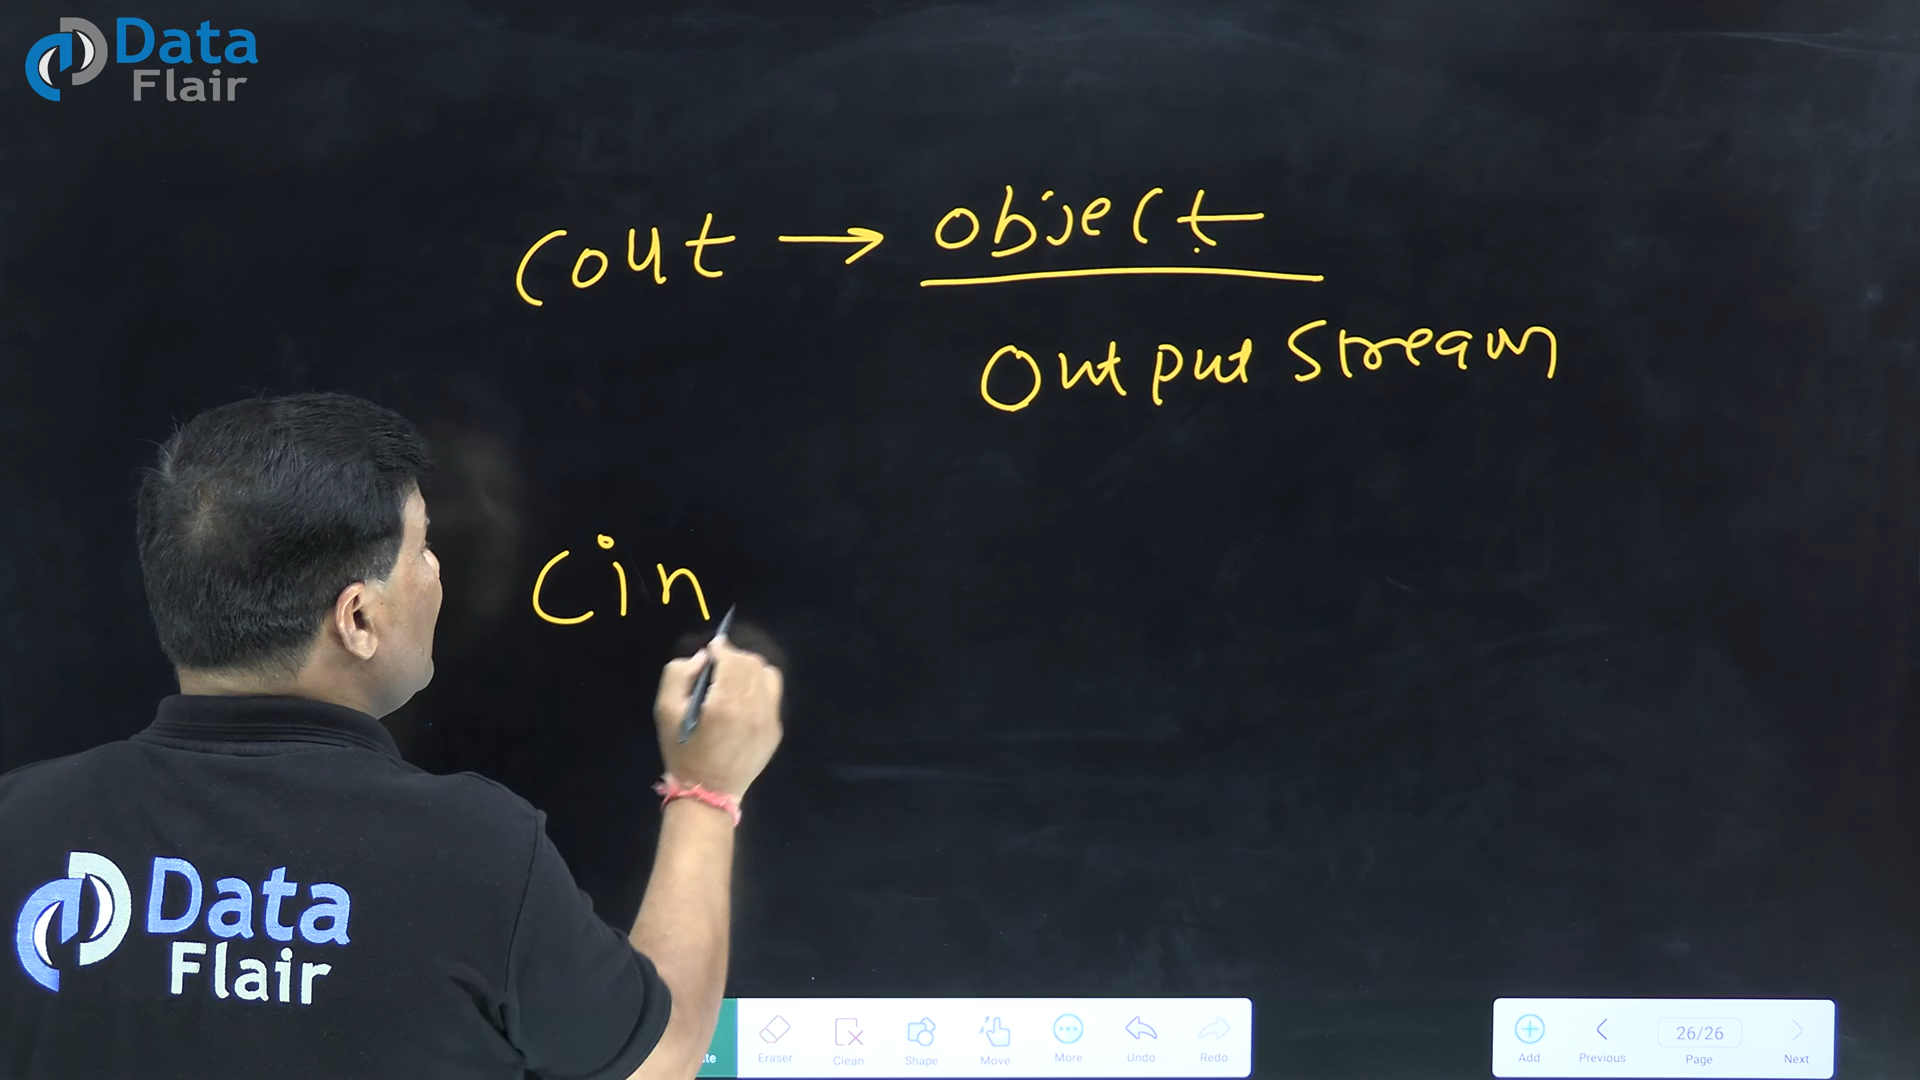 Data
Flair
cout → object
Output Stream
Cin
Data
Flair
te
Eraser
Clean
Shape
Move
More
Undo
Redo
Add
Previous
26/26
Page
Next